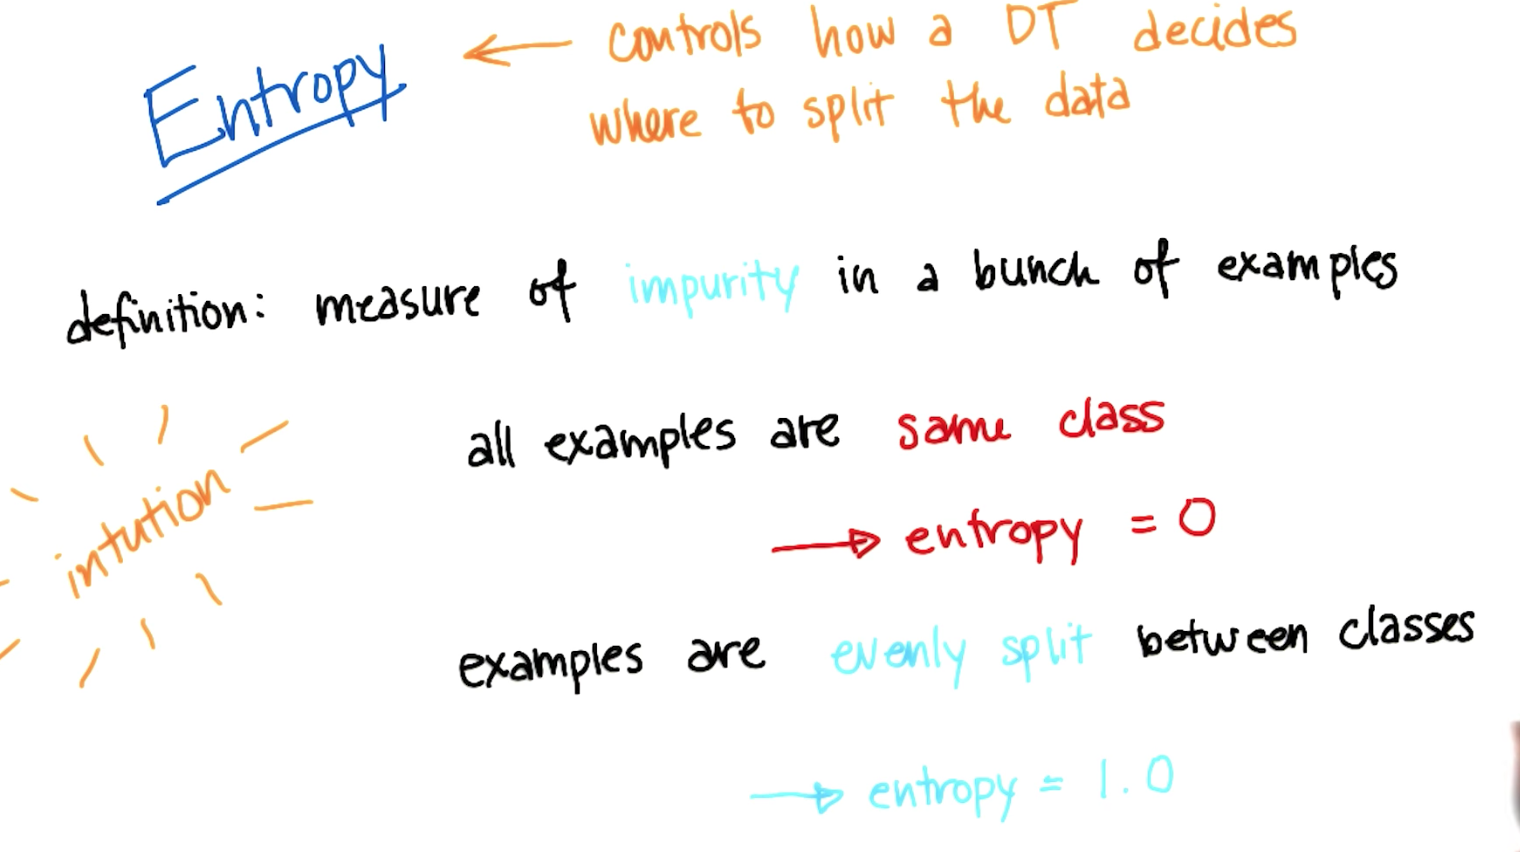 Entropy ← controls how a DT decides
where to split the data
definition: measure of impurity in a bunch of examples
intution
all examples are same class
→ entropy = 0
examples are evenly split between classes
→ entropy = 1.0